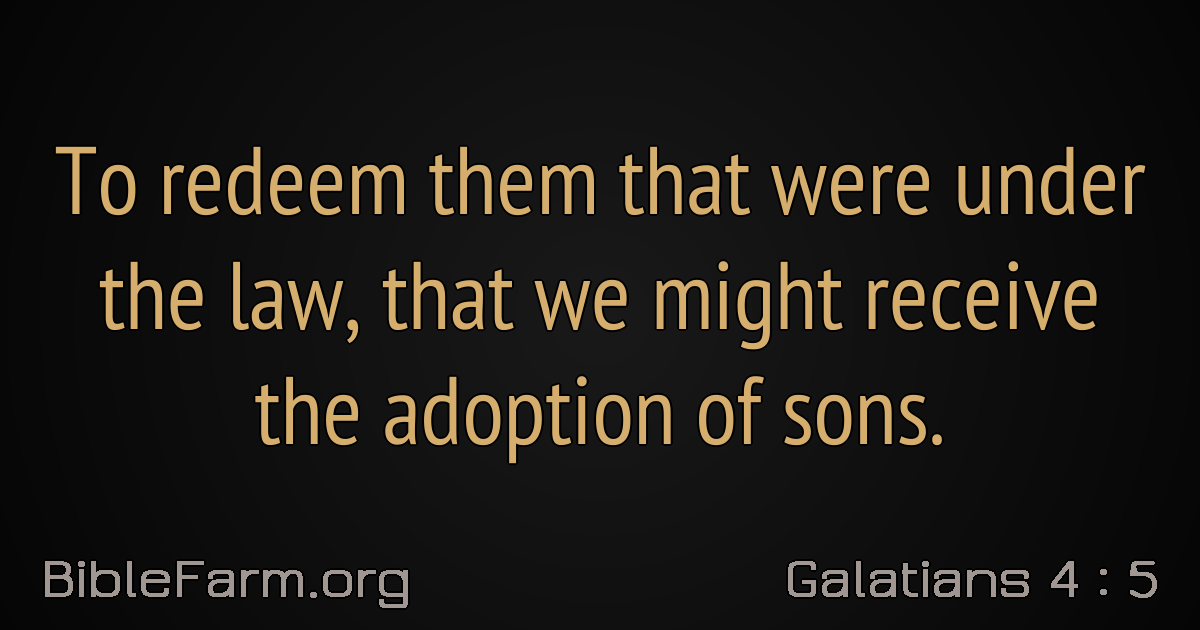 To redeem them that were under
the law, that we might receive
the adoption of sons.
BibleFarm.org
Galatians 4 : 5